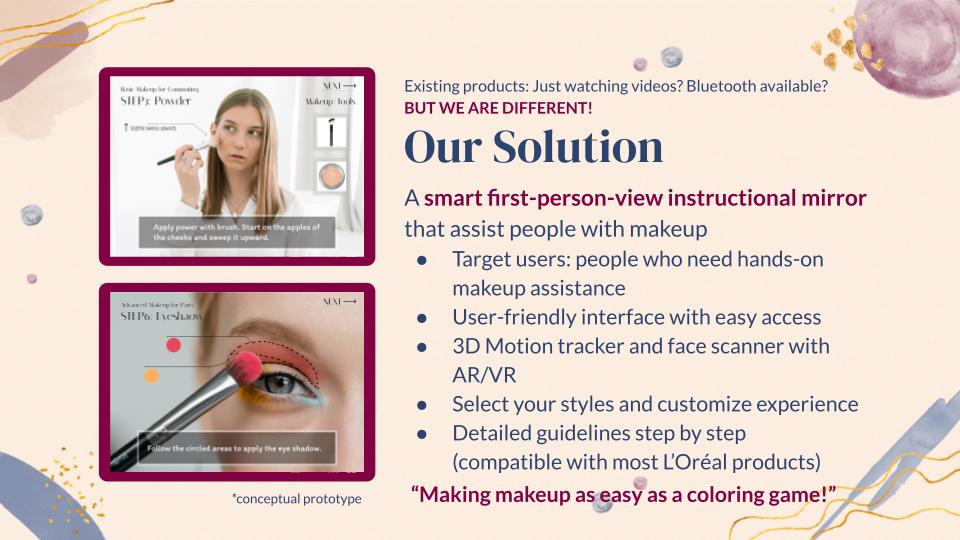 Basic Makeup for Commuting
STEP3: Powder
NEXT
Makeup Tools
slightly sweep upwards
Apply power with brush. Start on the apples of
the cheeks and sweep it upward.
Advanced Makeup for Party
STEP6: Eyeshaow
NEXT
Follow the circled areas to apply the eye shadow.
*conceptual prototype
Existing products: Just watching videos? Bluetooth available?
BUT WE ARE DIFFERENT!
Our Solution
A smart first-person-view instructional mirror
that assist people with makeup
● Target users: people who need hands-on
makeup assistance
● User-friendly interface with easy access
● 3D Motion tracker and face scanner with
AR/VR
● Select your styles and customize experience
● Detailed guidelines step by step
(compatible with most L’Oréal products)
“Making makeup as easy as a coloring game!”